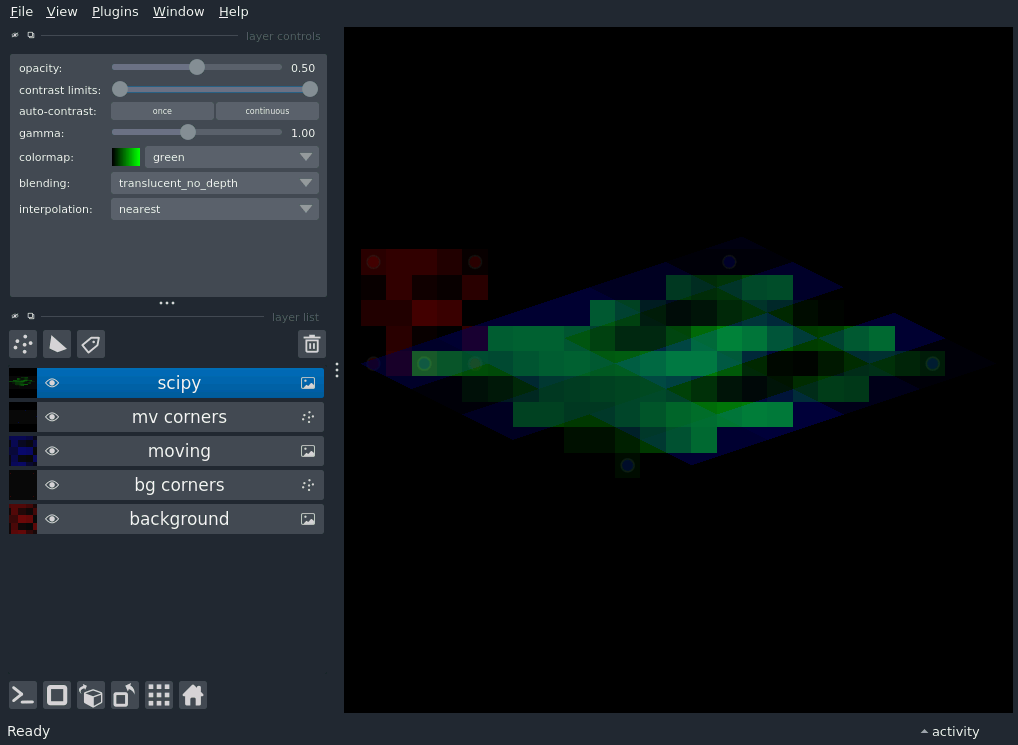 File View Plugins Window Help
layer controls
opacity: 0.50
contrast limits:
auto-contrast: once continuous
gamma: 1.00
colormap: green
blending: translucent_no_depth
interpolation: nearest
layer list
scipy
mv corners
moving
bg corners
background
Ready
activity